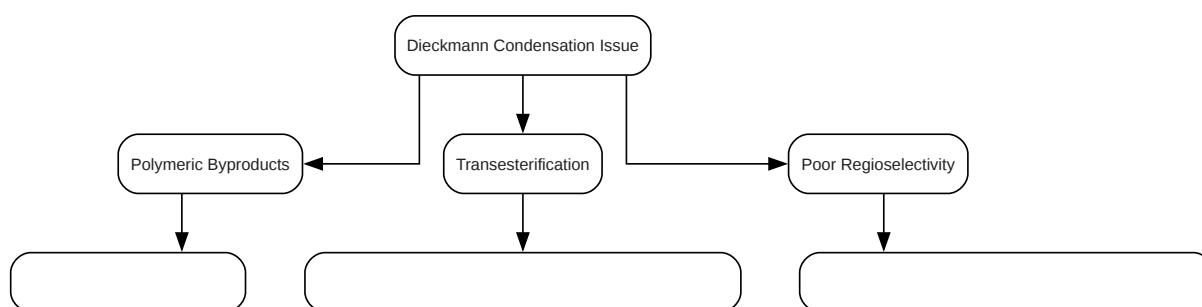 Dieckmann Condensation Issue
Polymeric Byproducts
Transesterification
Poor Regioselectivity